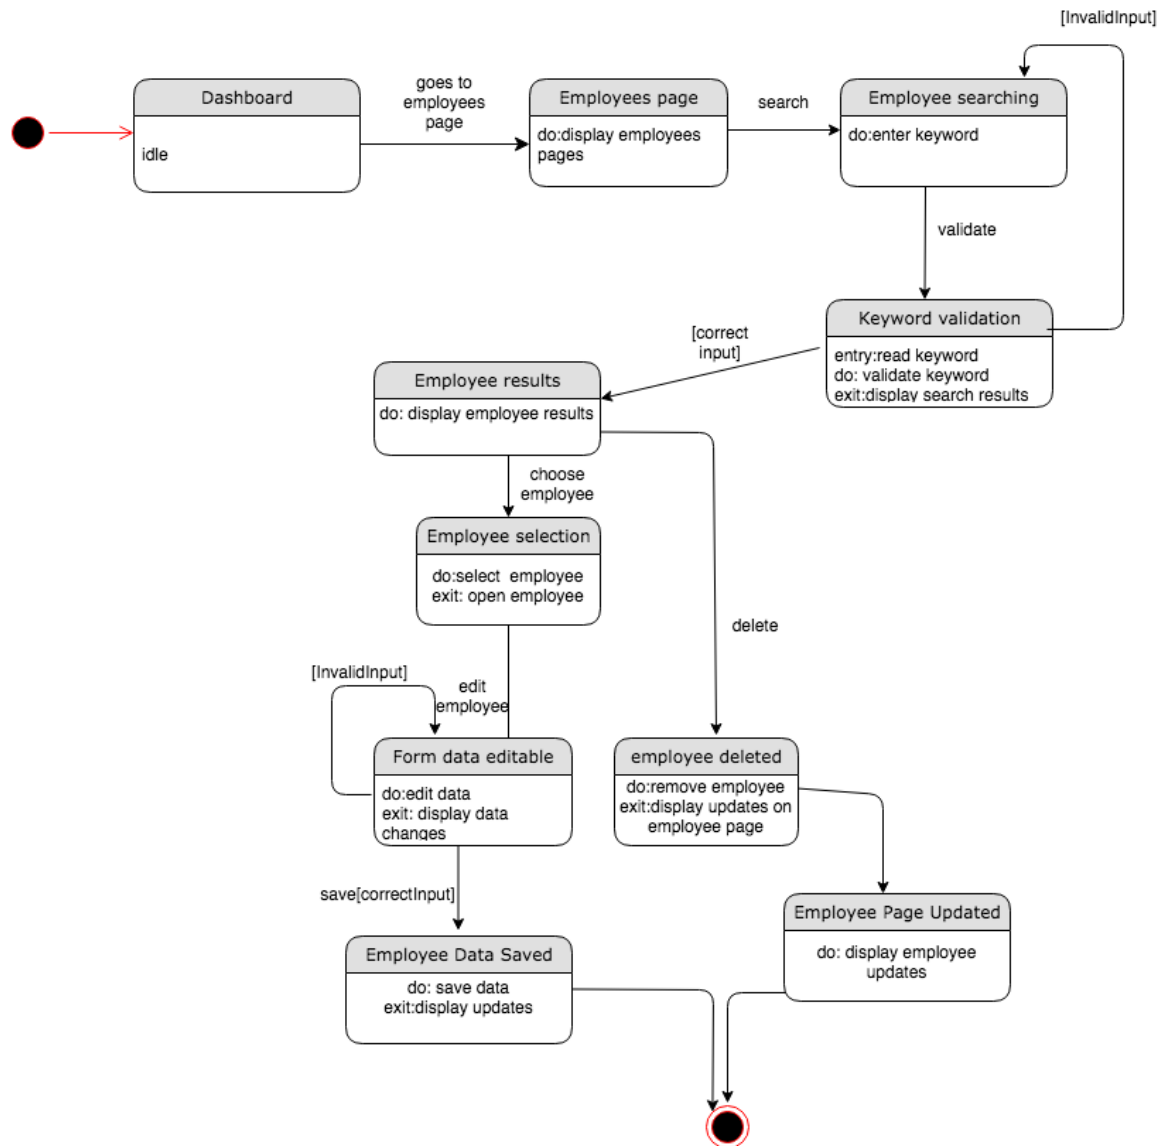 [InvalidInput]
Dashboard
idle
goes to
employees
page
Employees page
do:display employees
pages
search
Employee searching
do:enter keyword
validate
Keyword validation
entry:read keyword
do: validate keyword
exit:display search results
[correct
input]
Employee results
do: display employee results
choose
employee
Employee selection
do:select employee
exit: open employee
delete
[InvalidInput]
edit
employee
Form data editable
do:edit data
exit: display data
changes
employee deleted
do:remove employee
exit:display updates on
employee page
save[correctInput]
Employee Page Updated
do: display employee
updates
Employee Data Saved
do: save data
exit:display updates